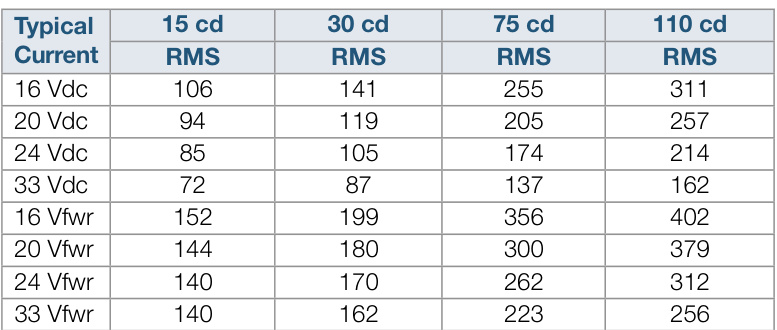 Typical Current 15 cd 30 cd 75 cd 110 cd
RMS RMS RMS RMS
16 Vdc 106 141 255 311
20 Vdc 94 119 205 257
24 Vdc 85 105 174 214
33 Vdc 72 87 137 162
16 Vfwr 152 199 356 402
20 Vfwr 144 180 300 379
24 Vfwr 140 170 262 312
33 Vfwr 140 162 223 256